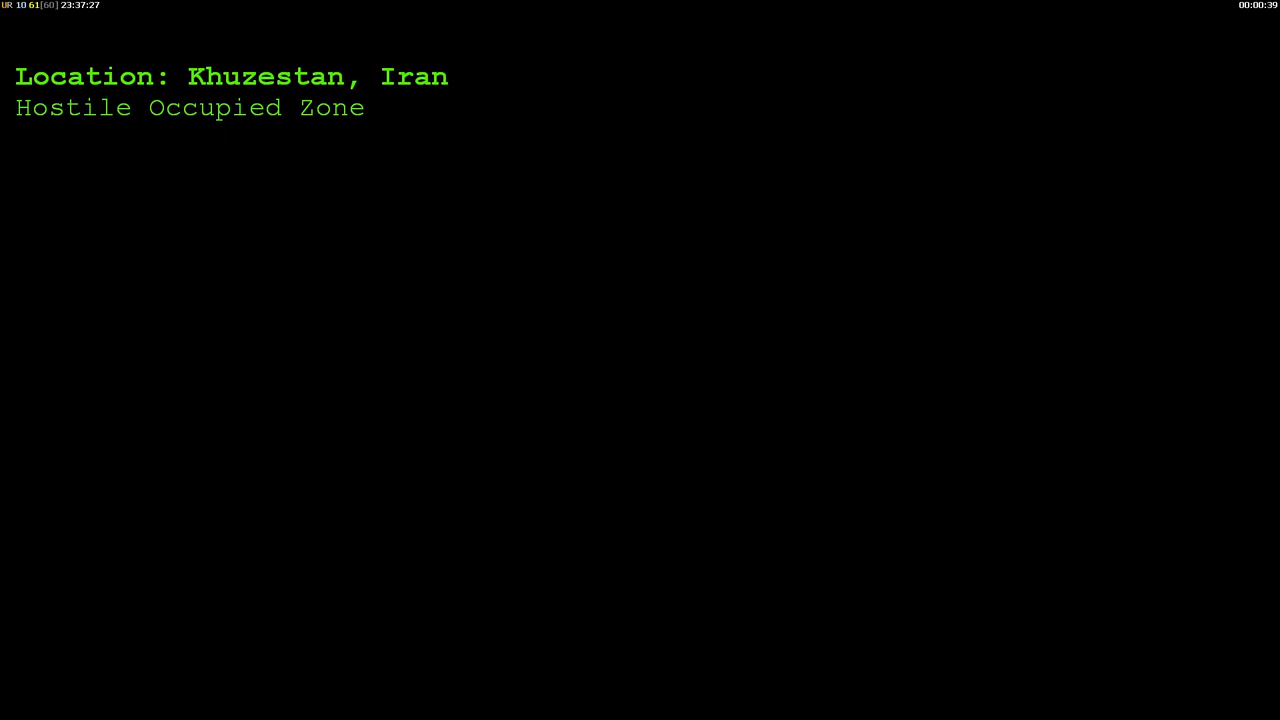 UR 10 61[60] 23:37:27
00:00:39
Location: Khuzestan, Iran
Hostile Occupied Zone